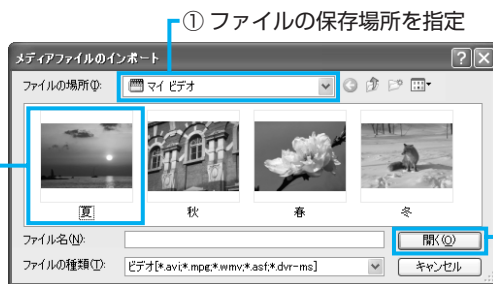 ① ファイルの保存場所を指定
メディアファイルのインポート
ファイルの場所(I): マイ ビデオ
夏 秋 春 冬
ファイル名(N): 開く(O)
ファイルの種類(T): ビデオ[*.avi;*.mpg;*.wmv;*.asf;*.dvr-ms] キャンセル